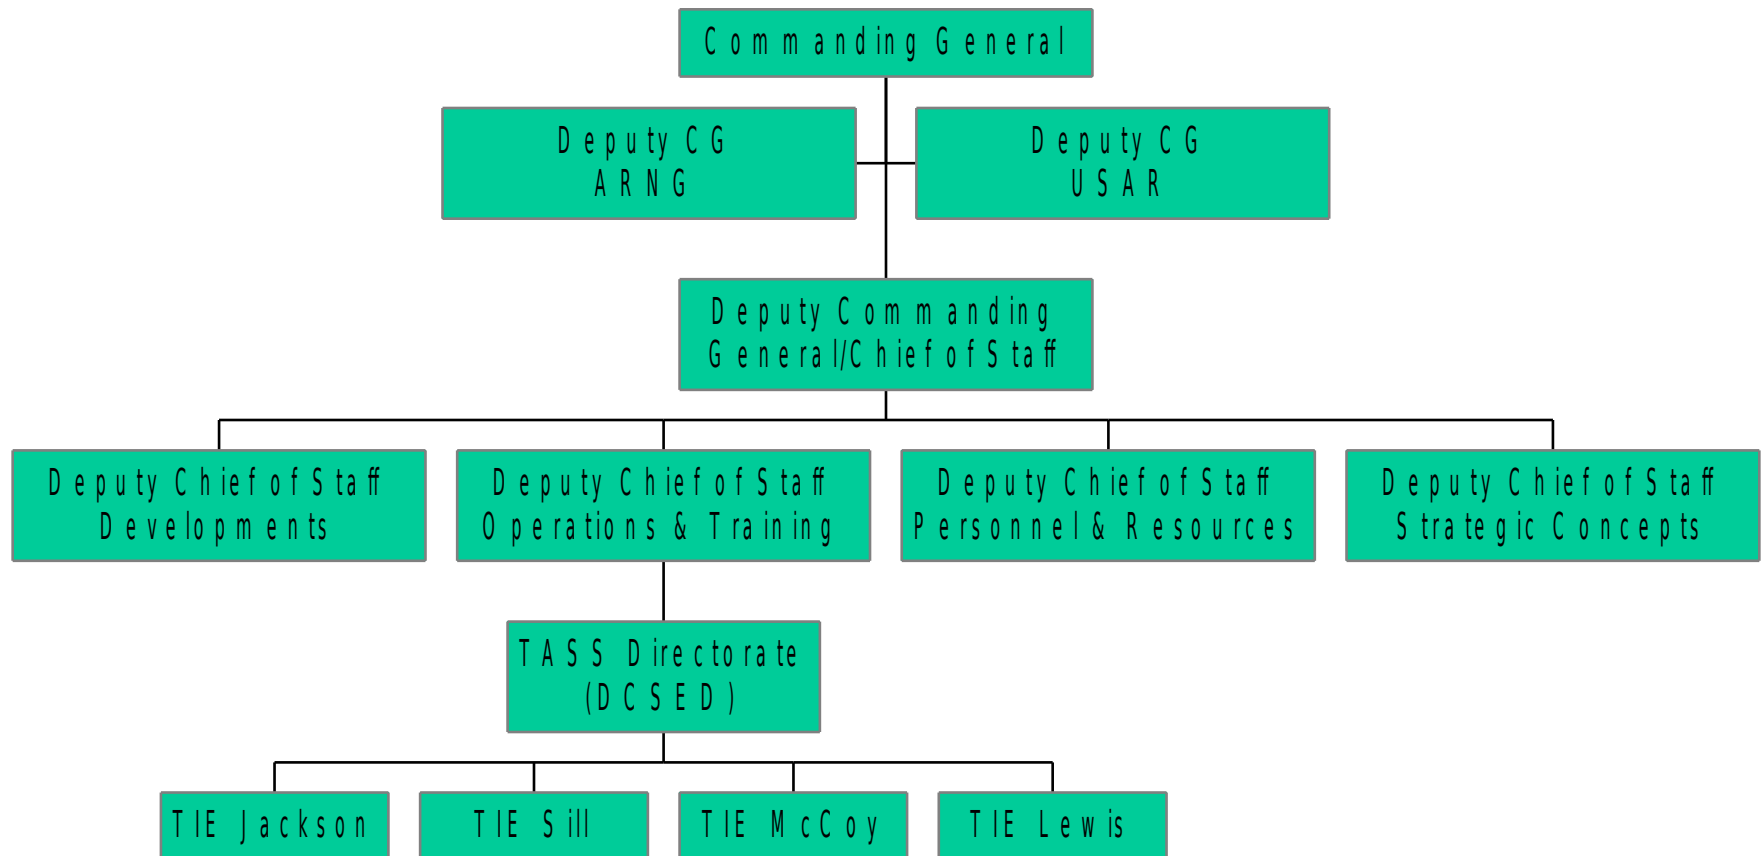 Commanding General
Deputy CG
ARNG
Deputy CG
USAR
Deputy Commanding
General/Chief of Staff
Deputy Chief of Staff
Developments
Deputy Chief of Staff
Operations & Training
Deputy Chief of Staff
Personnel & Resources
Deputy Chief of Staff
Strategic Concepts
TASS Directorate
(DCSED)
TIE Jackson
TIE Sill
TIE McCoy
TIE Lewis